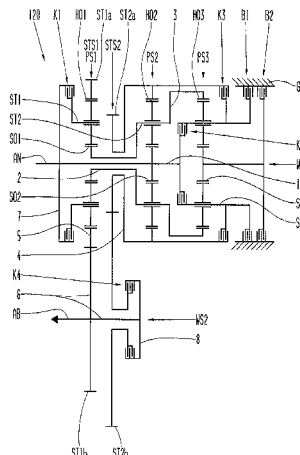 120
K1
HO1
ST1a
STS1
PS1
STS2
ST2a
HO2
PS2
3
HO3
PS3
K3
B1
B2
G
ST1
ST2
SO1
AN
K
W
2
1
SO2
S
7
S
5
4
K4
6
AB
WS2
8
ST1b
ST2b